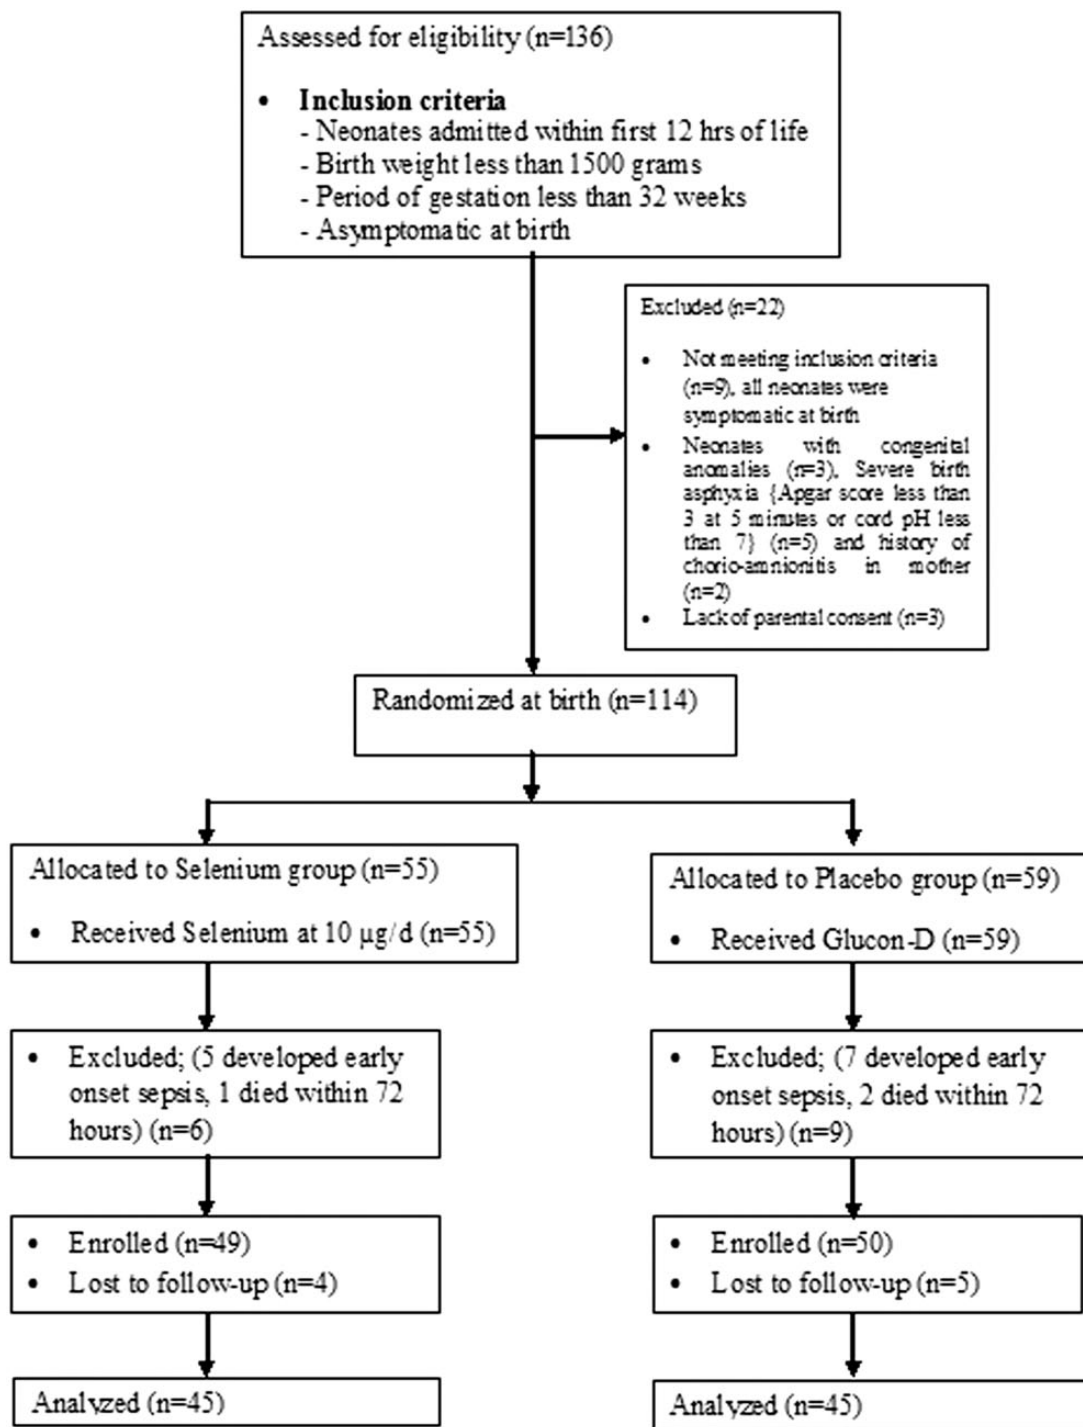 Assessed for eligibility (n=136)
• Inclusion criteria
- Neonates admitted within first 12 hrs of life
- Birth weight less than 1500 grams
- Period of gestation less than 32 weeks
- Asymptomatic at birth
Excluded (n=22)
• Not meeting inclusion criteria
(n=9), all neonates were
symptomatic at birth
• Neonates with congenital
anomalies (n=3), Severe birth
asphyxia {Apgar score less than
3 at 5 minutes or cord pH less
than 7} (n=5) and history of
chorio-amnionitis in mother
(n=2)
• Lack of parental consent (n=3)
Randomized at birth (n=114)
Allocated to Selenium group (n=55)
• Received Selenium at 10 µg/d (n=55)
Allocated to Placebo group (n=59)
• Received Glucon-D (n=59)
• Excluded; (5 developed early
onset sepsis, 1 died within 72
hours) (n=6)
• Excluded; (7 developed early
onset sepsis, 2 died within 72
hours) (n=9)
• Enrolled (n=49)
• Lost to follow-up (n=4)
• Enrolled (n=50)
• Lost to follow-up (n=5)
Analyzed (n=45)
Analyzed (n=45)